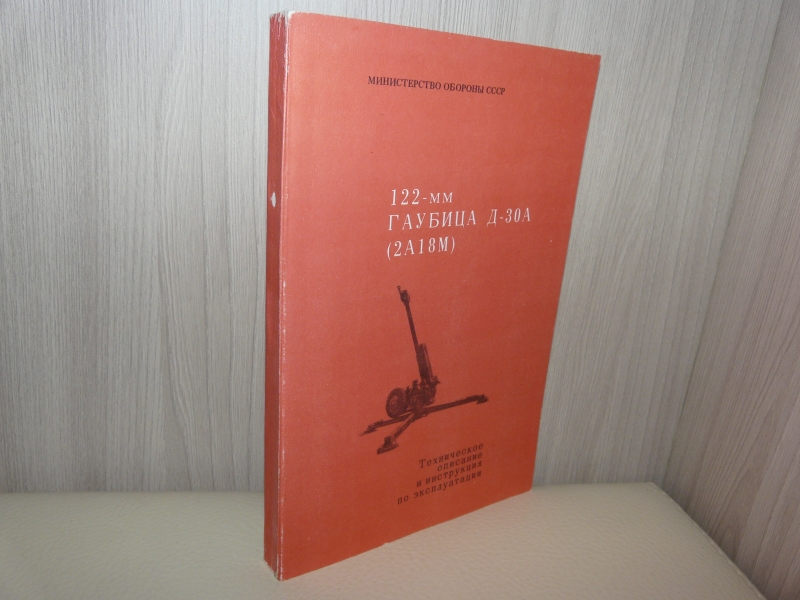 МИНИСТЕРСТВО ОБОРОНЫ СССР
122-мм
ГАУБИЦА Д-30А
(2А18М)
Техническое
описание
и инструкция
по эксплуатации